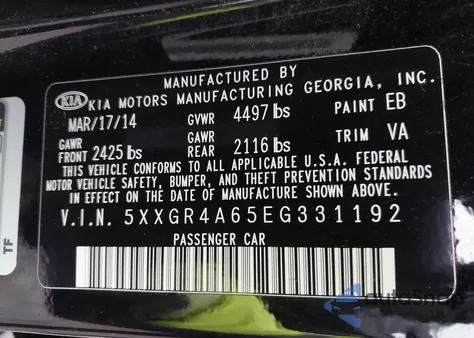 MANUFACTURED BY
KIA KIA MOTORS MANUFACTURING GEORGIA, INC.
MAR/17/14 GVWR 4497 lbs PAINT EB
GAWR FRONT 2425 lbs GAWR REAR 2116 lbs TRIM VA
THIS VEHICLE CONFORMS TO ALL APPLICABLE U.S.A. FEDERAL
MOTOR VEHICLE SAFETY, BUMPER, AND THEFT PREVENTION STANDARDS
IN EFFECT ON THE DATE OF MANUFACTURE SHOWN ABOVE.
V.I.N. 5XXGR4A65EG331192
PASSENGER CAR
TF